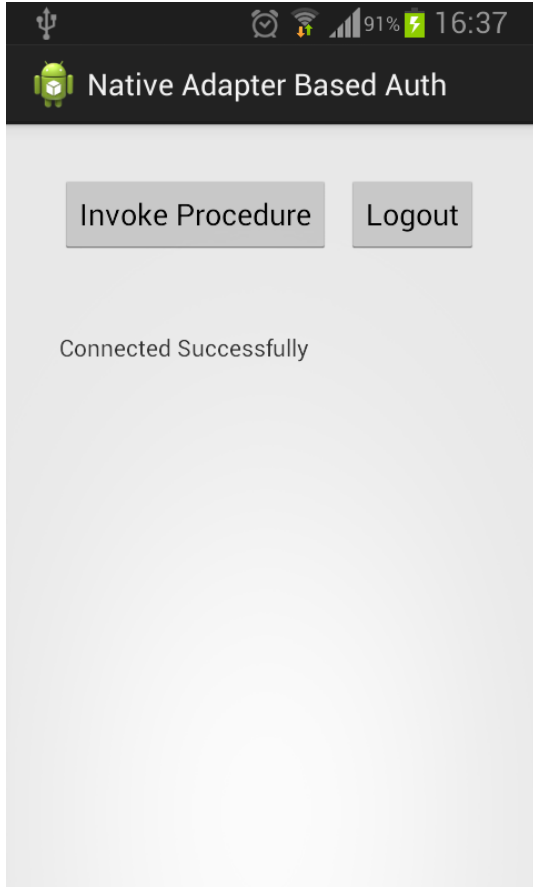 91% 16:37
Native Adapter Based Auth
Invoke Procedure Logout
Connected Successfully